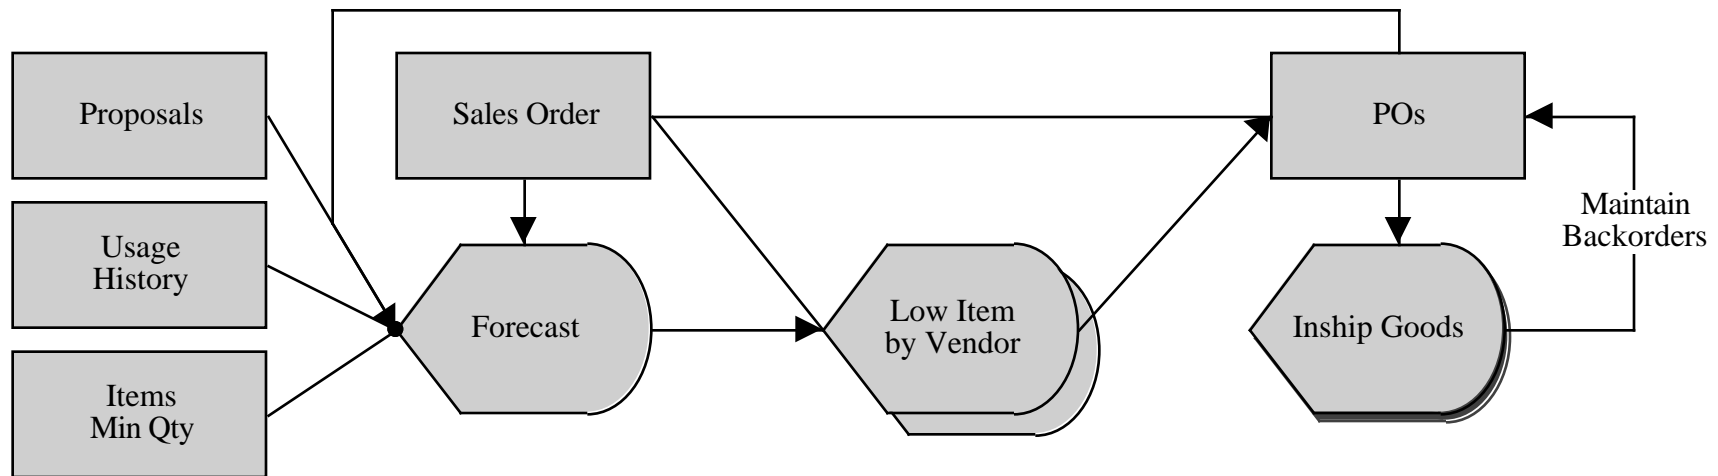 Proposals
Sales Order
POs
Usage
History
Maintain
Backorders
Forecast
Low Item
by Vendor
Inship Goods
Items
Min Qty